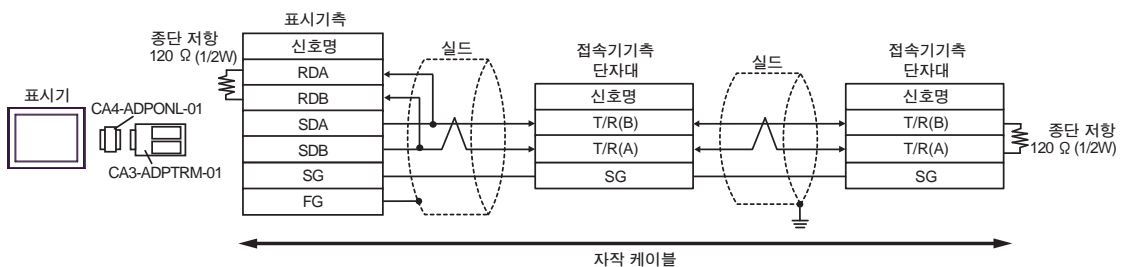 표시기
CA4-ADPONL-01
CA3-ADPTRM-01
종단 저항
120 Ω (1/2W)
표시기측
신호명
RDA
RDB
SDA
SDB
SG
FG
실드
접속기기측
단자대
신호명
T/R(B)
T/R(A)
SG
실드
접속기기측
단자대
신호명
T/R(B)
T/R(A)
SG
종단 저항
120 Ω (1/2W)
자작 케이블